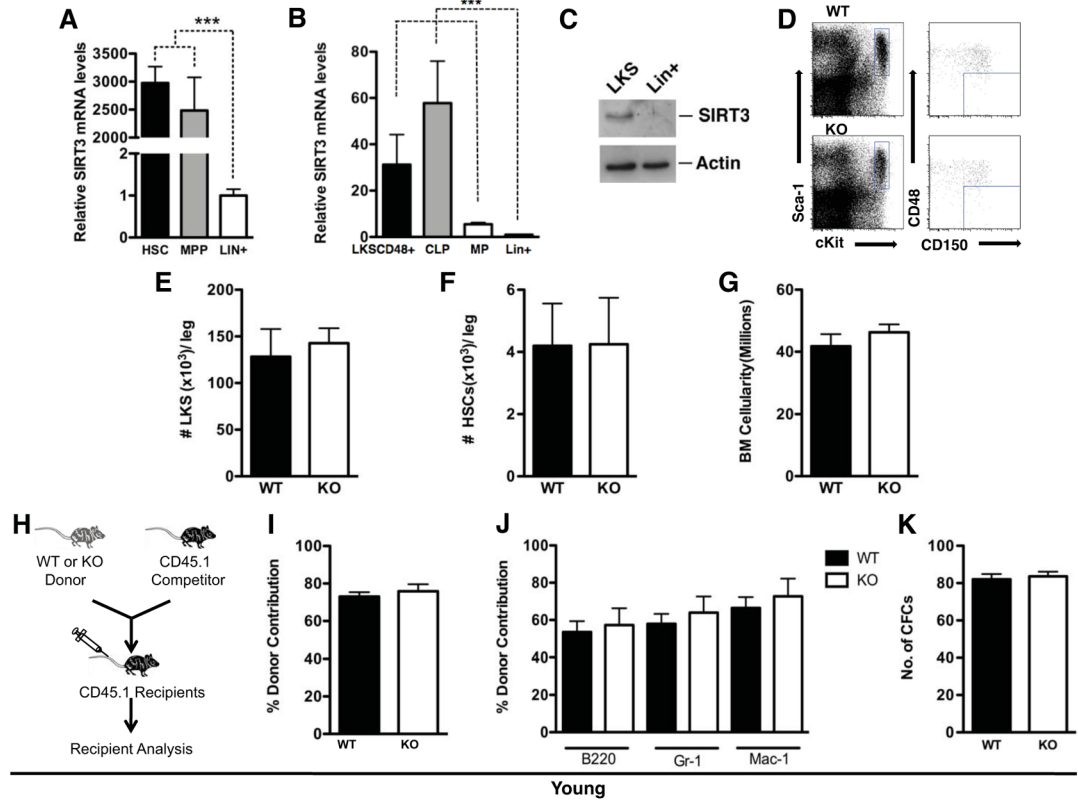 A
***
Relative SIRT3 mRNA levels
3500
3000
2500
2000
2
1
0
HSC MPP LIN+
B
***
Relative SIRT3 mRNA levels
80
60
40
20
0
LKSCD48+ CLP MP Lin+
C
LKS Lin+
SIRT3
Actin
D
WT
KO
Sca-1
cKit
CD48
CD150
E
# LKS (x10³)/ leg
200
150
100
50
0
WT KO
F
# HSCs(x10³)/ leg
6
4
2
0
WT KO
G
BM Cellularity(Millions)
60
40
20
0
WT KO
H
WT or KO
Donor
CD45.1
Competitor
CD45.1 Recipients
Recipient Analysis
I
% Donor Contribution
100
80
60
40
20
0
WT KO
J
% Donor Contribution
100
80
60
40
20
0
B220 Gr-1 Mac-1
WT
KO
K
No. of CFCs
100
80
60
40
20
0
WT KO
Young